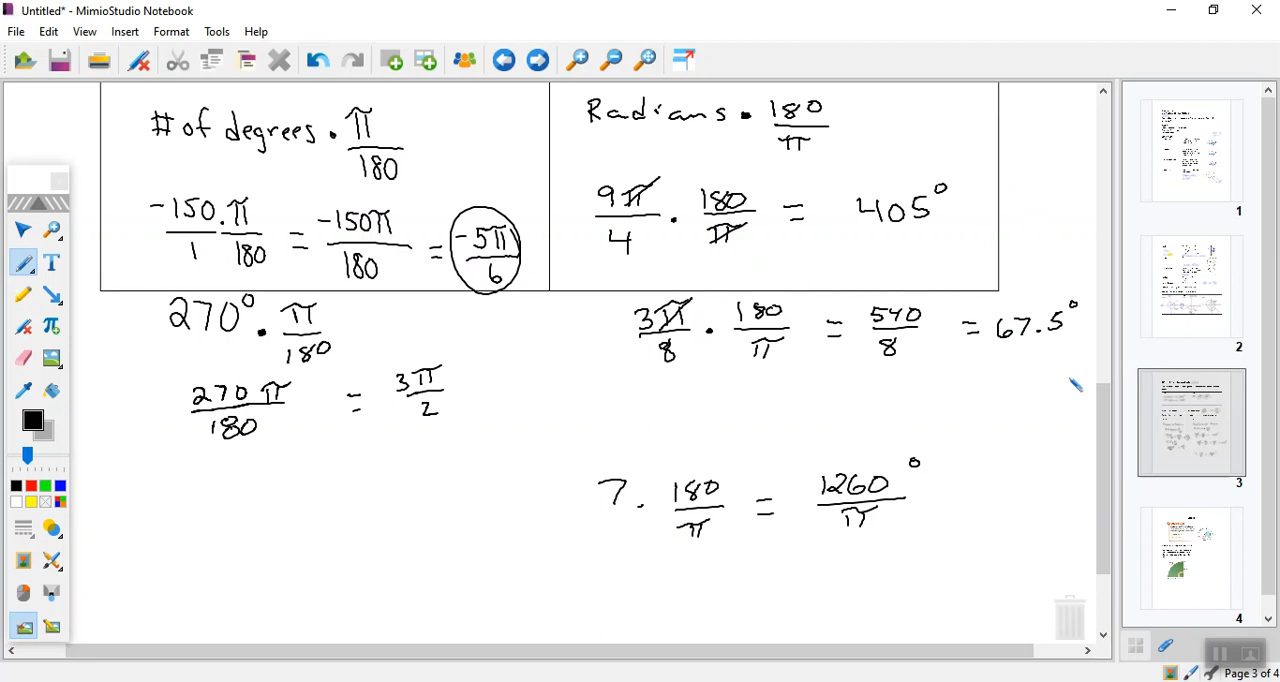 Untitled* - MimioStudio Notebook
File Edit View Insert Format Tools Help
# of degrees · π/180
-150/1 · π/180 = -150π/180 = -5π/6
270° · π/180
270π/180 = 3π/2
Radians · 180/π
9π/4 · 180/π = 405°
3π/8 · 180/π = 540/8 = 67.5°
7 · 180/π = 1260°/π
1
2
3
4
Page 3 of 4